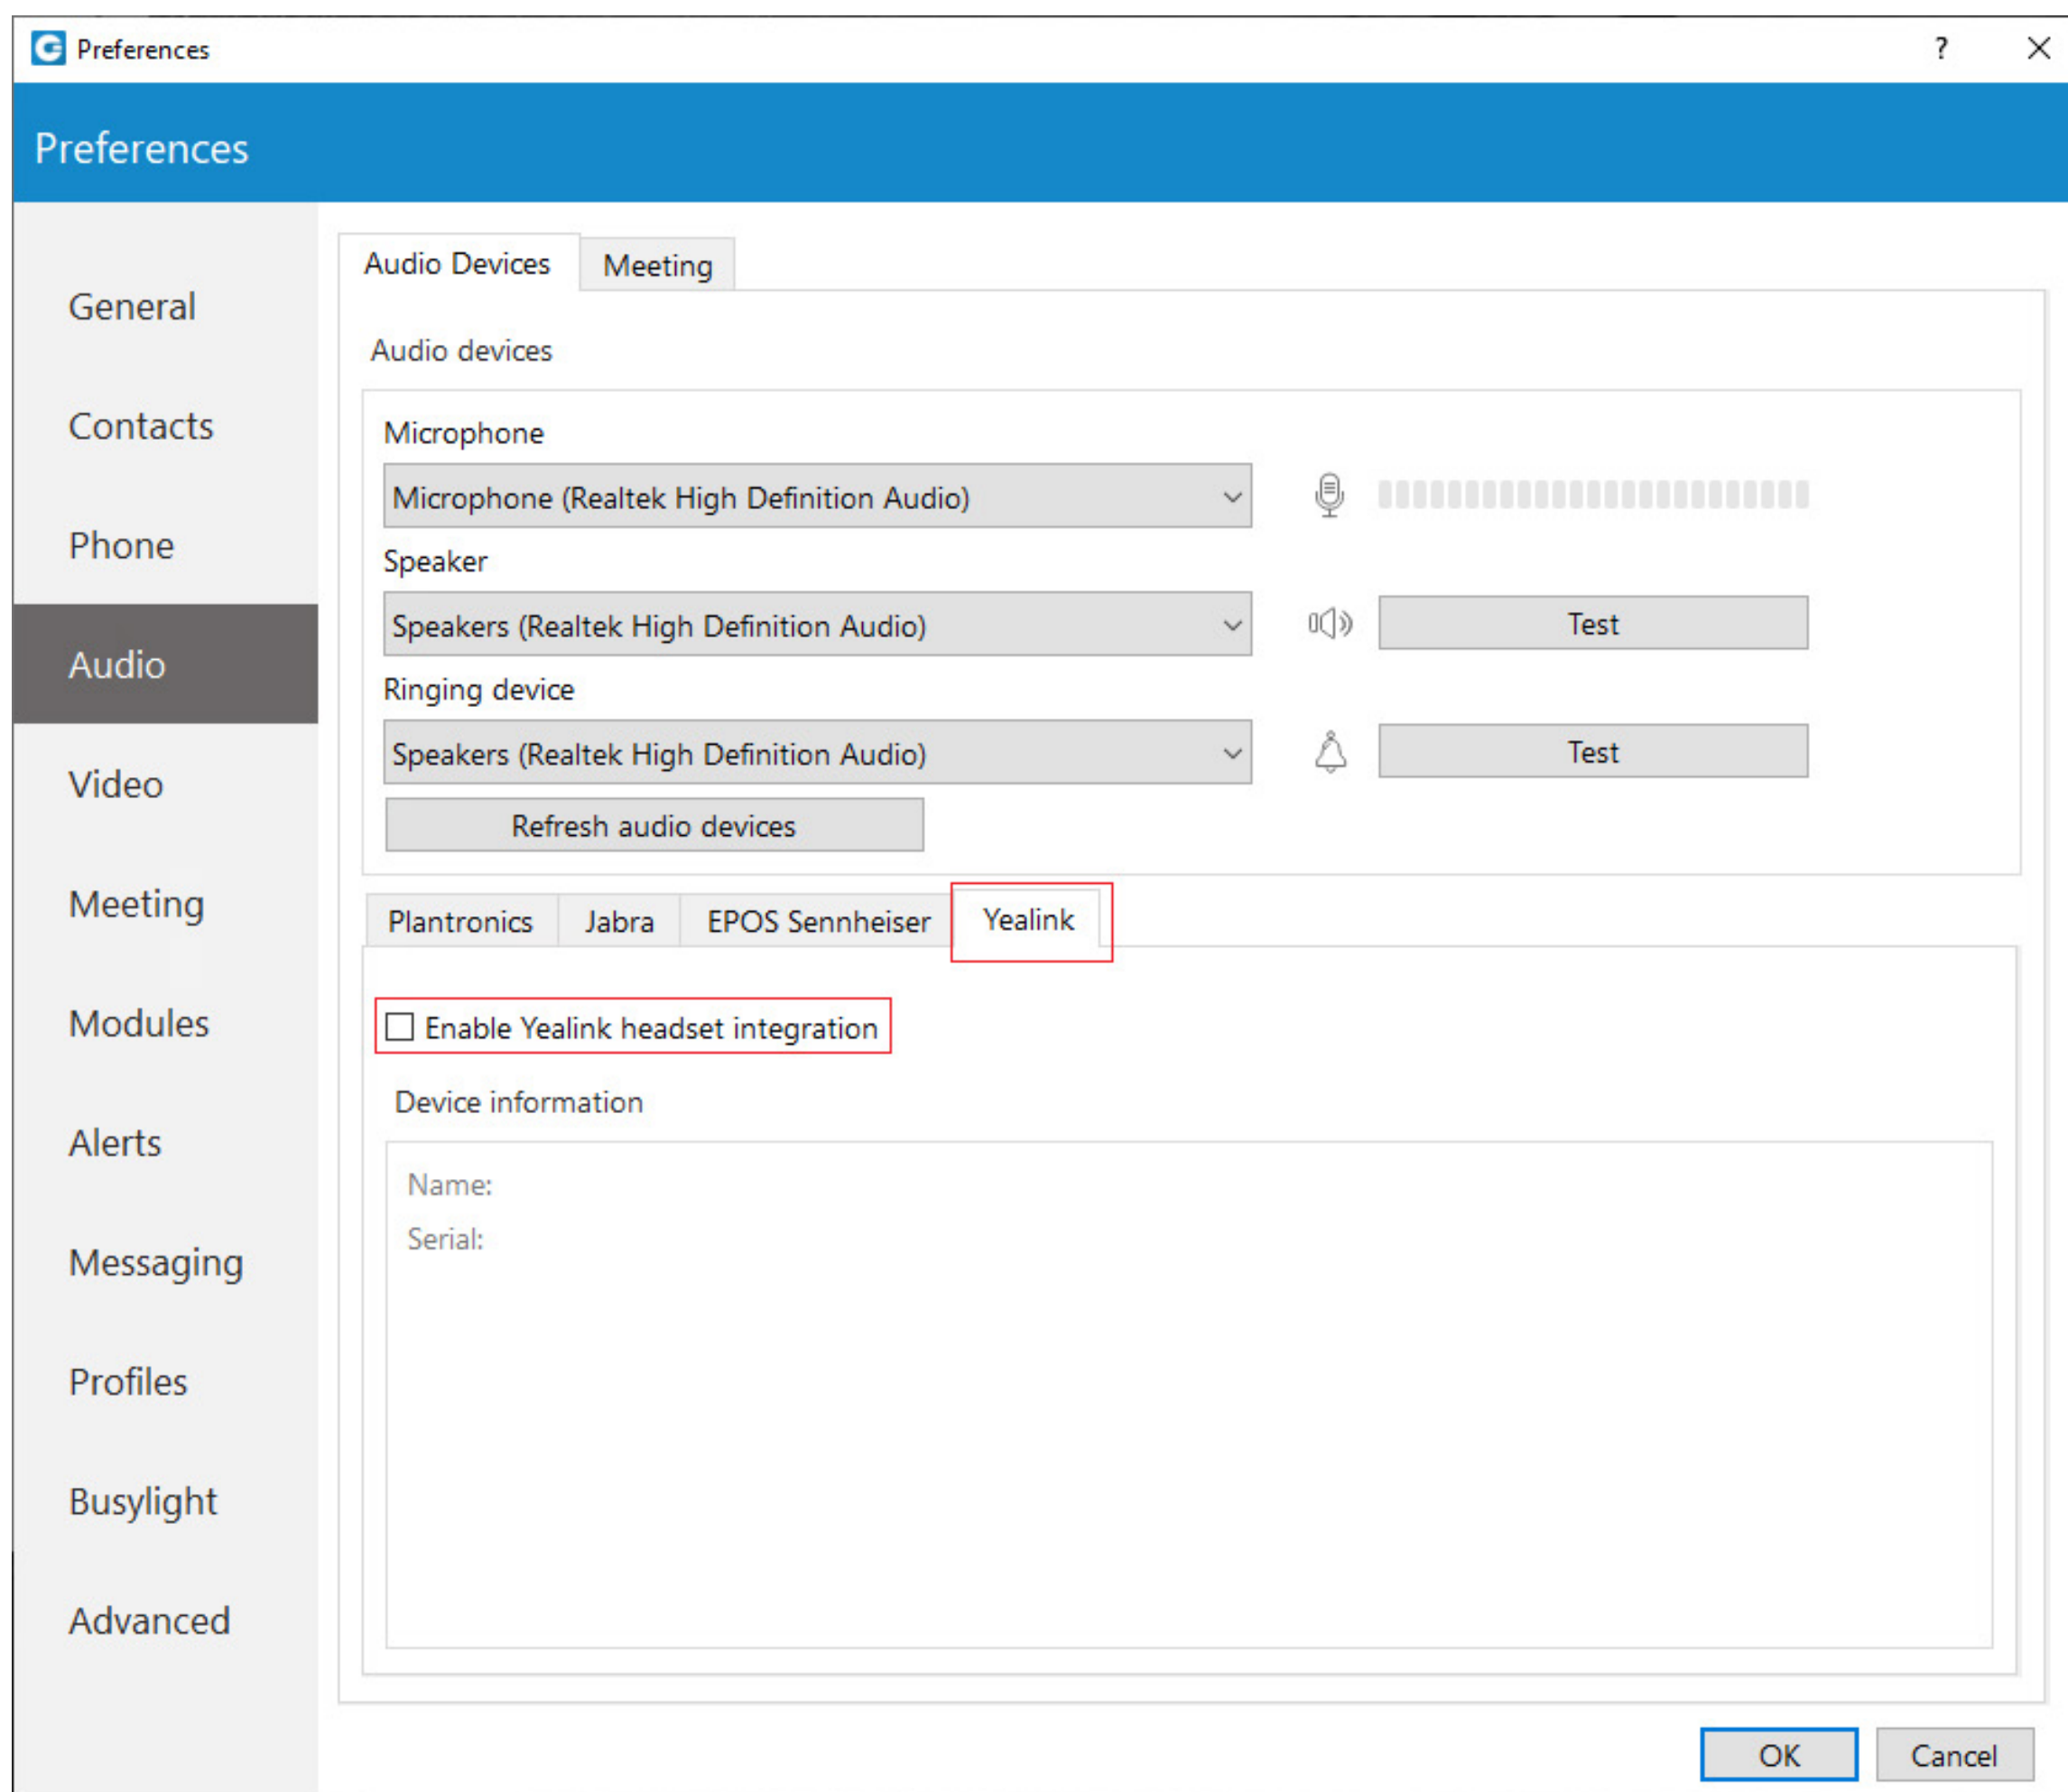 Preferences
?
Preferences
General
Contacts
Phone
Audio
Video
Meeting
Modules
Alerts
Messaging
Profiles
Busylight
Advanced
Audio Devices
Meeting
Audio devices
Microphone
Microphone (Realtek High Definition Audio)
Speaker
Speakers (Realtek High Definition Audio)
Test
Ringing device
Speakers (Realtek High Definition Audio)
Test
Refresh audio devices
Plantronics
Jabra
EPOS Sennheiser
Yealink
Enable Yealink headset integration
Device information
Name:
Serial:
OK
Cancel